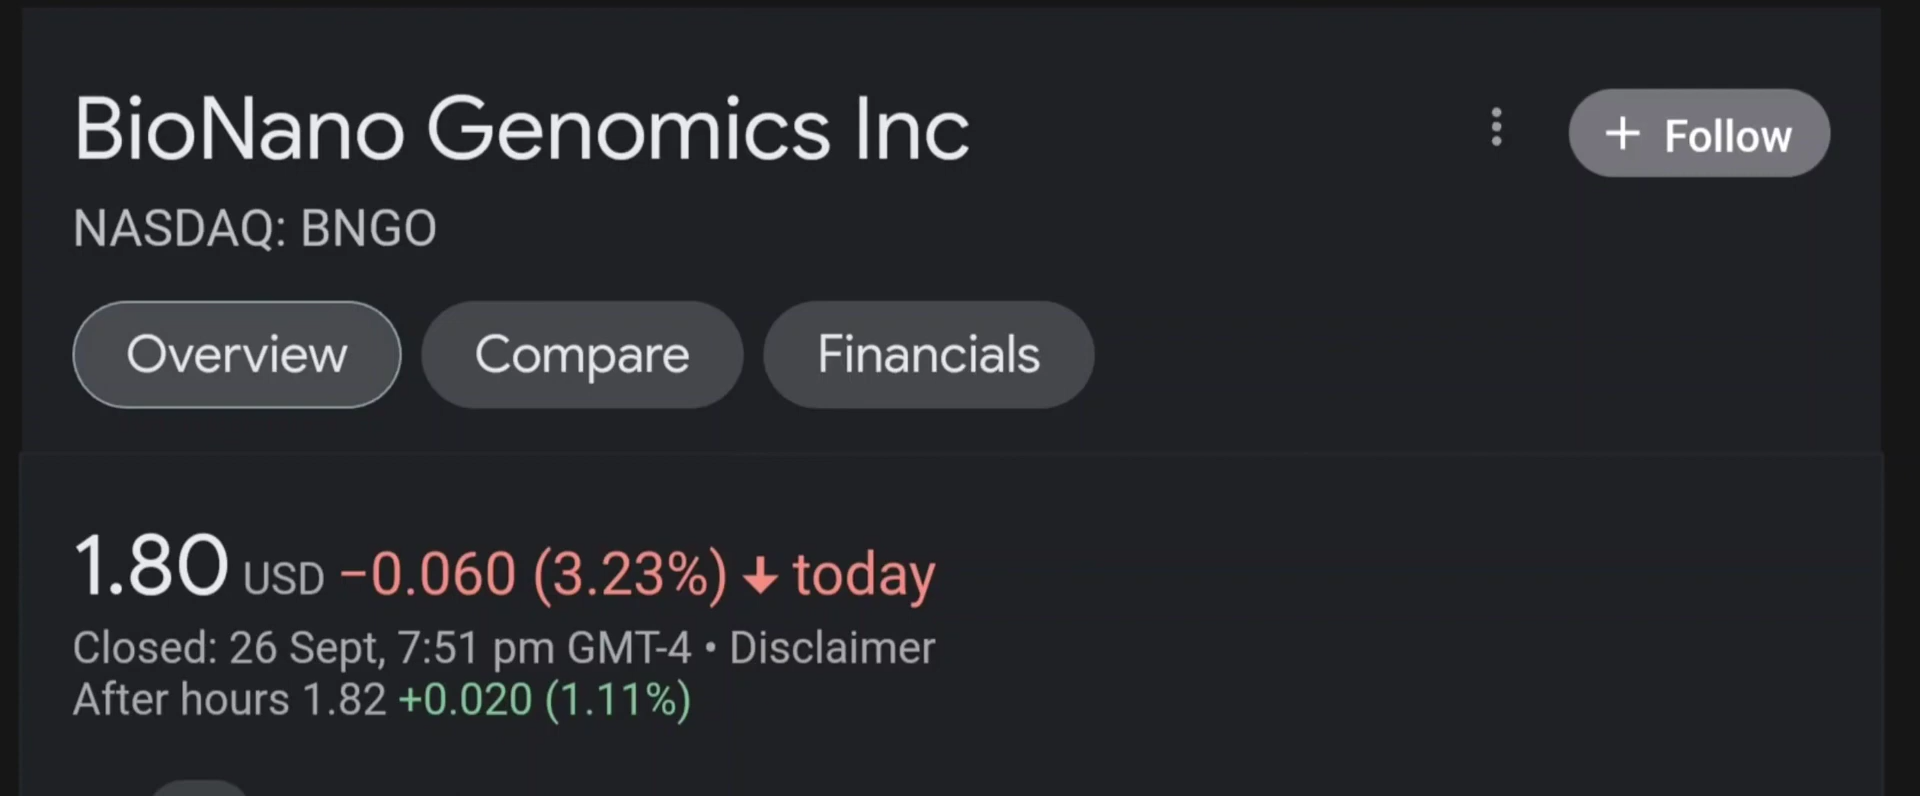 BioNano Genomics Inc
+ Follow
NASDAQ: BNGO
Overview
Compare
Financials
1.80 USD −0.060 (3.23%) ↓ today
Closed: 26 Sept, 7:51 pm GMT-4 • Disclaimer
After hours 1.82 +0.020 (1.11%)